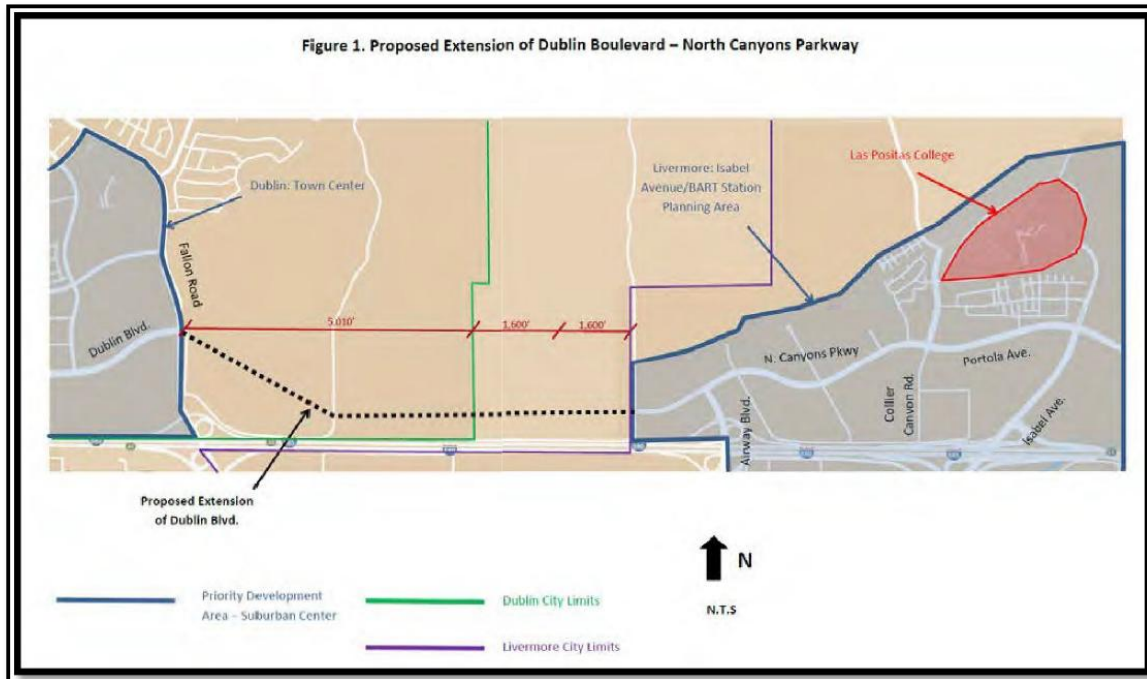 Figure 1. Proposed Extension of Dublin Boulevard – North Canyons Parkway
Las Positas College
Livermore: Isabel
Avenue/BART Station
Planning Area
Dublin: Town Center
Fallon Road
5,010'
1,600'
1,600'
Dublin Blvd.
N. Canyons Pkwy
Portola Ave.
Airway Blvd.
Collier
Canyon Rd.
Isabel Ave.
Proposed Extension
of Dublin Blvd.
N
N.T.S
Priority Development
Area – Suburban Center
Dublin City Limits
Livermore City Limits